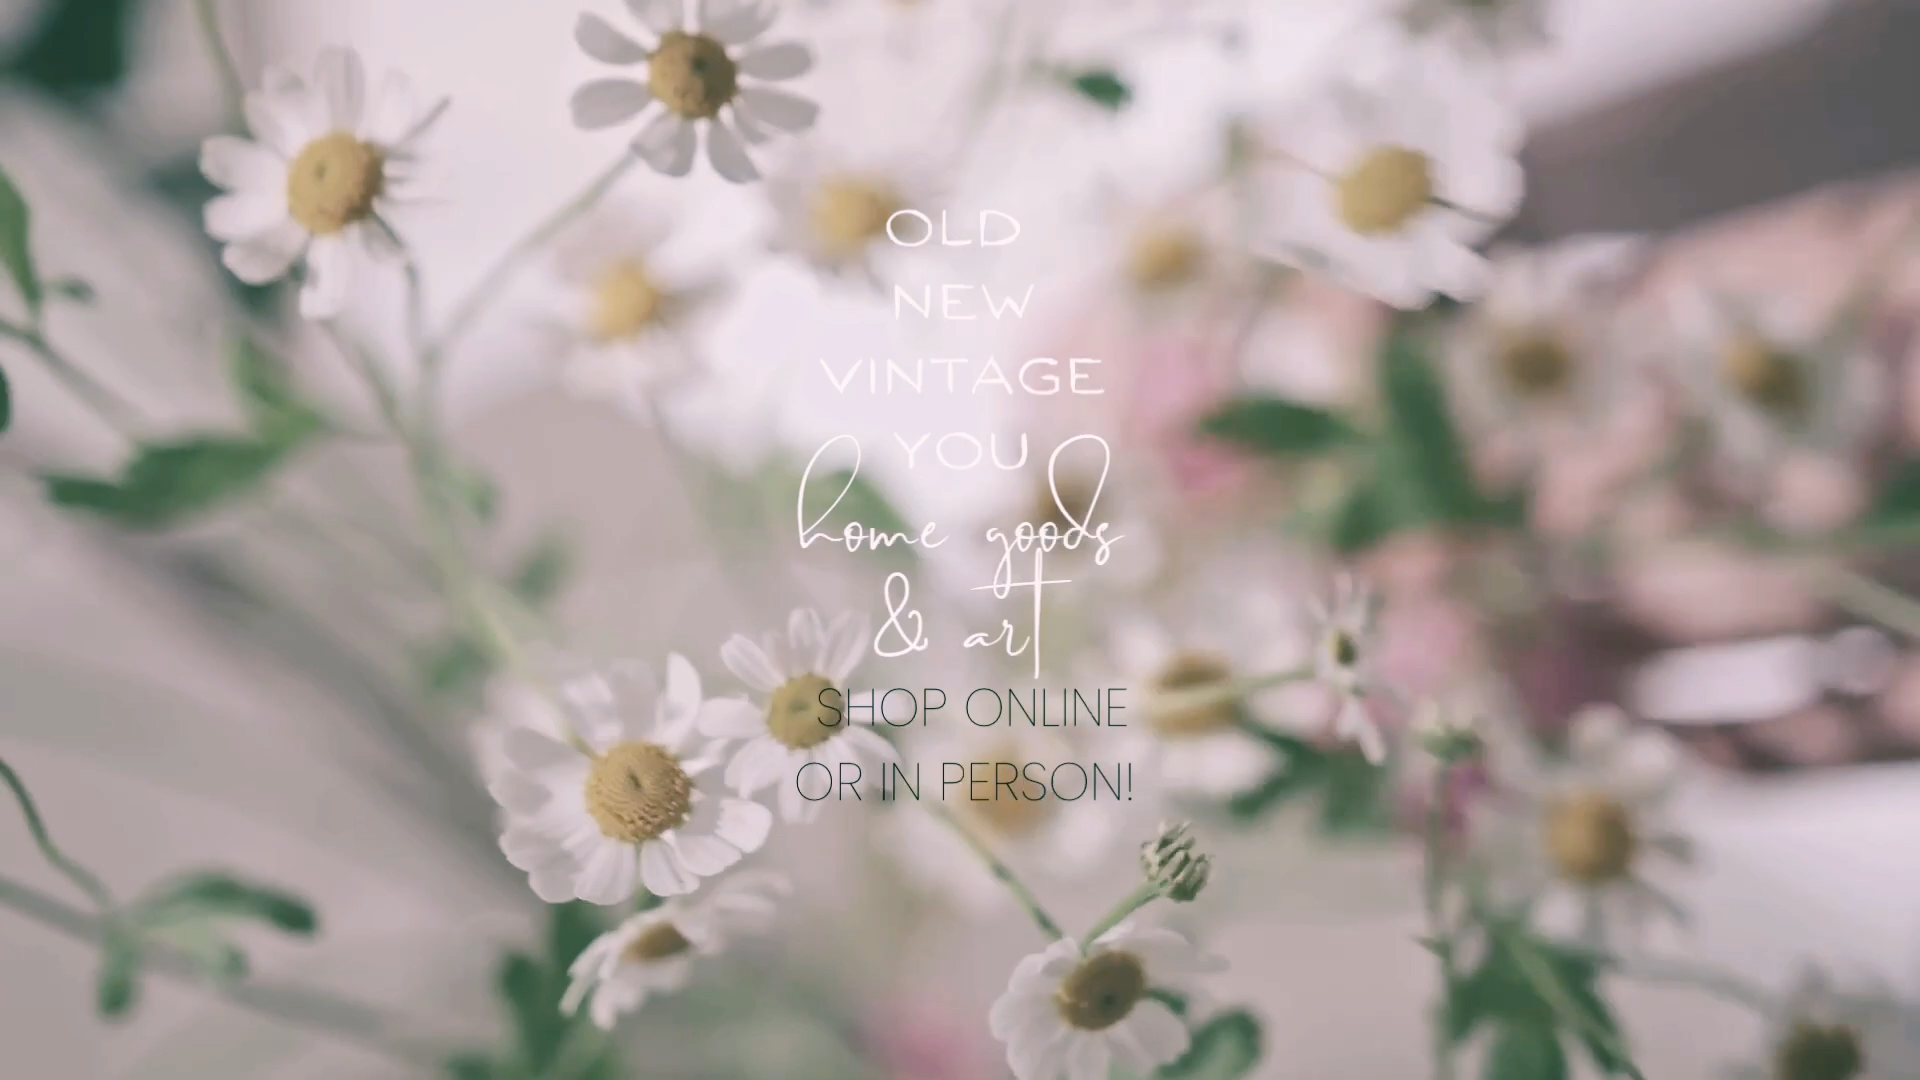 OLD
NEW
VINTAGE
YOU
home goods
& art
SHOP ONLINE
OR IN PERSON!